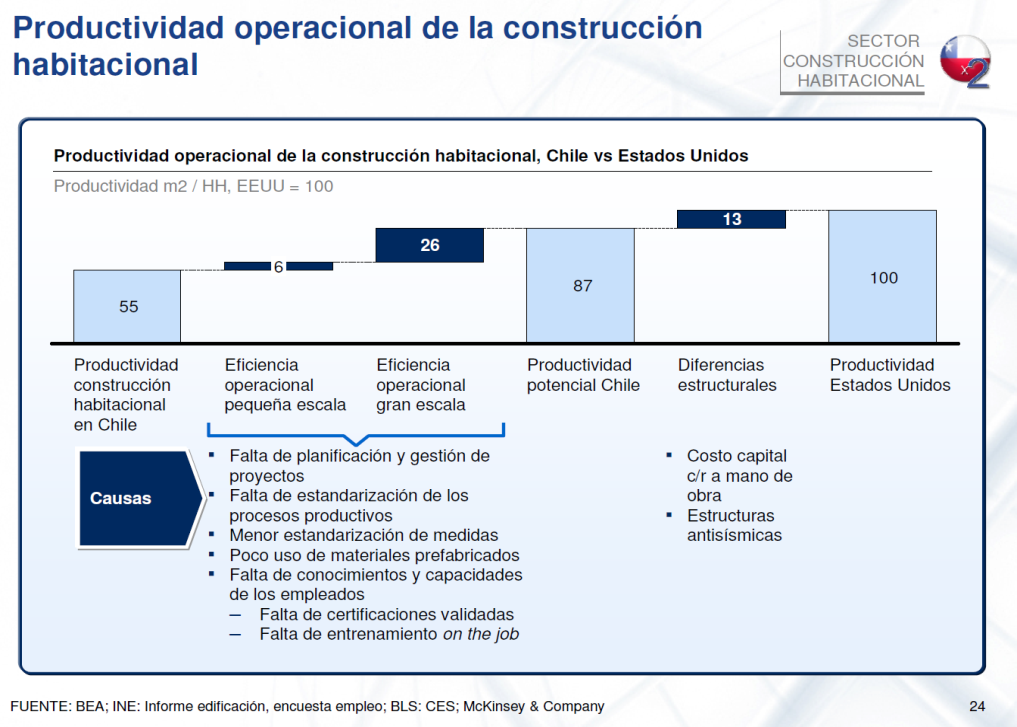 Productividad operacional de la construcción
habitacional
SECTOR
CONSTRUCCIÓN
HABITACIONAL
x2
Productividad operacional de la construcción habitacional, Chile vs Estados Unidos
Productividad m2 / HH, EEUU = 100
55
6
26
87
13
100
Productividad
construcción
habitacional
en Chile
Eficiencia
operacional
pequeña escala
Eficiencia
operacional
gran escala
Productividad
potencial Chile
Diferencias
estructurales
Productividad
Estados Unidos
Causas
▪ Falta de planificación y gestión de
proyectos
▪ Falta de estandarización de los
procesos productivos
▪ Menor estandarización de medidas
▪ Poco uso de materiales prefabricados
▪ Falta de conocimientos y capacidades
de los empleados
– Falta de certificaciones validadas
– Falta de entrenamiento on the job
▪ Costo capital
c/r a mano de
obra
▪ Estructuras
antisísmicas
FUENTE: BEA; INE: Informe edificación, encuesta empleo; BLS: CES; McKinsey & Company
24